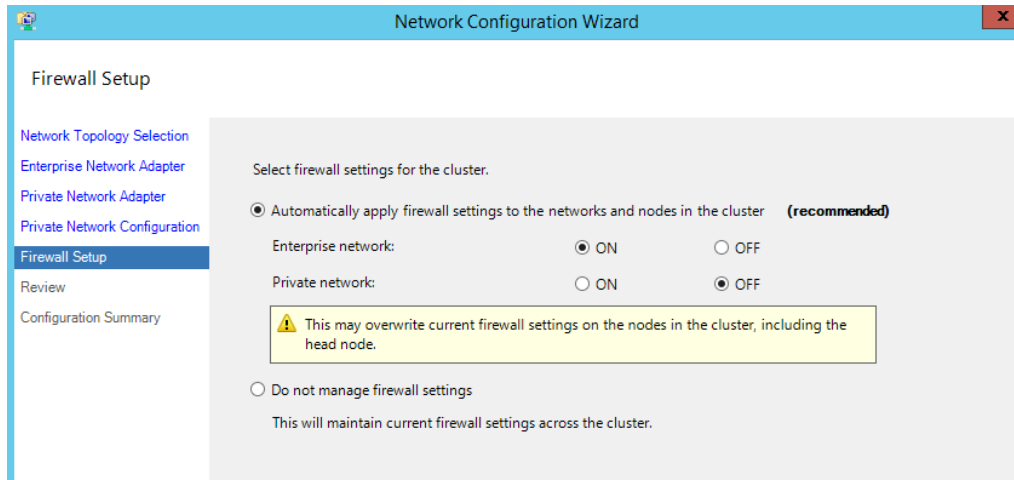 Network Configuration Wizard
x
Firewall Setup
Network Topology Selection
Enterprise Network Adapter
Private Network Adapter
Private Network Configuration
Firewall Setup
Review
Configuration Summary
Select firewall settings for the cluster.
Automatically apply firewall settings to the networks and nodes in the cluster (recommended)
Enterprise network: ON OFF
Private network: ON OFF
This may overwrite current firewall settings on the nodes in the cluster, including the
head node.
Do not manage firewall settings
This will maintain current firewall settings across the cluster.